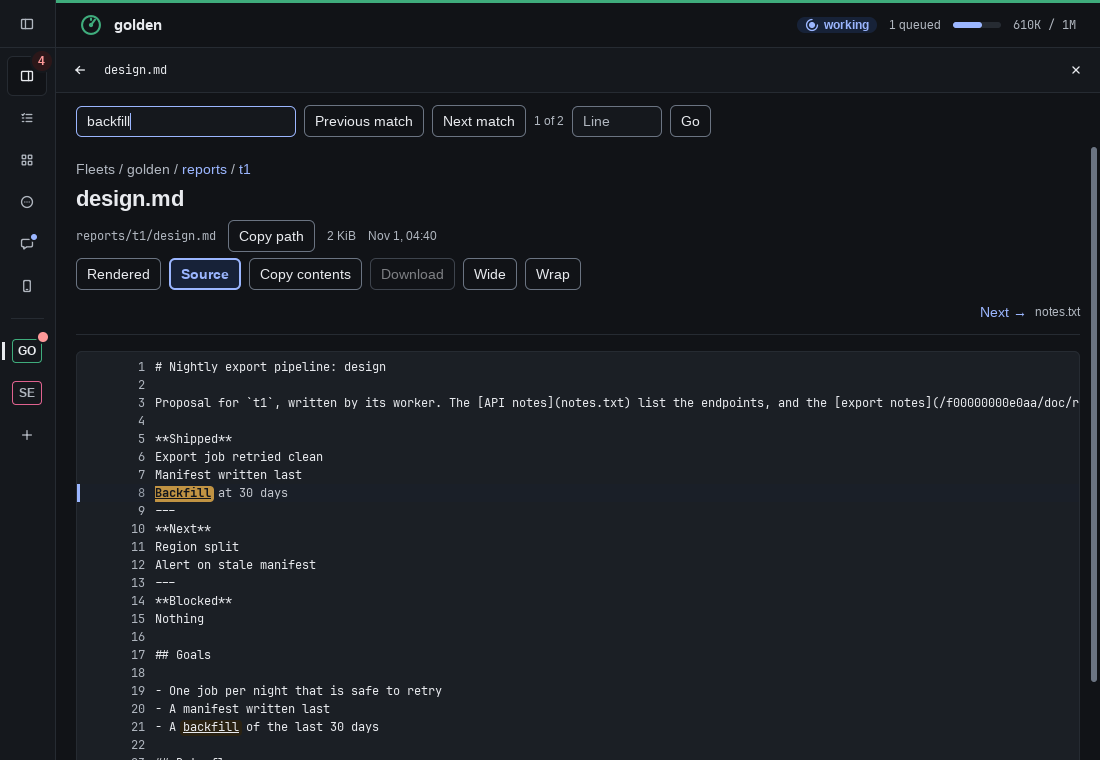 golden
working
1 queued
610K / 1M
4
design.md
backfill
Previous match
Next match
1 of 2
Line
Go
Fleets / golden / reports / t1
design.md
reports/t1/design.md
Copy path
2 KiB
Nov 1, 04:40
Rendered
Source
Copy contents
Download
Wide
Wrap
Next → notes.txt
GO
SE
1 # Nightly export pipeline: design
2
3 Proposal for `t1`, written by its worker. The [API notes](notes.txt) list the endpoints, and the [export notes](/f00000000e0aa/doc/r
4
5 **Shipped**
6 Export job retried clean
7 Manifest written last
8 Backfill at 30 days
9 ---
10 **Next**
11 Region split
12 Alert on stale manifest
13 ---
14 **Blocked**
15 Nothing
16
17 ## Goals
18
19 - One job per night that is safe to retry
20 - A manifest written last
21 - A backfill of the last 30 days
22